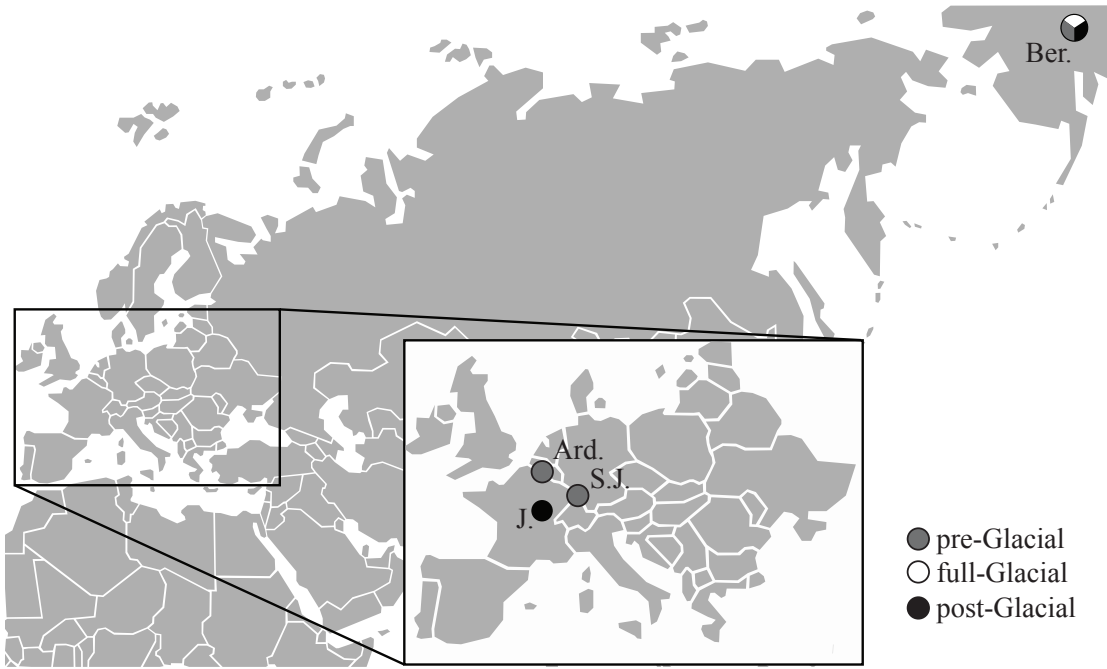 Ber.
Ard.
S.J.
J.
pre-Glacial
full-Glacial
post-Glacial